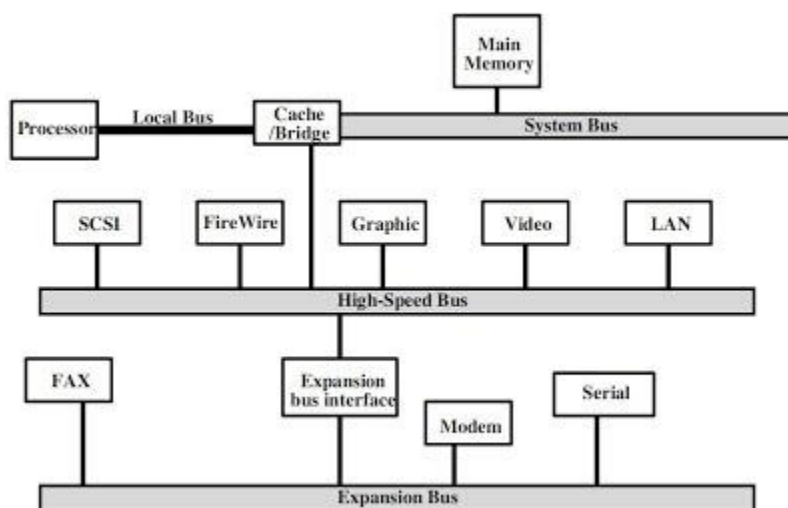 Main
Memory
Processor
Local Bus
Cache
/Bridge
System Bus
SCSI
FireWire
Graphic
Video
LAN
High-Speed Bus
FAX
Expansion
bus interface
Modem
Serial
Expansion Bus